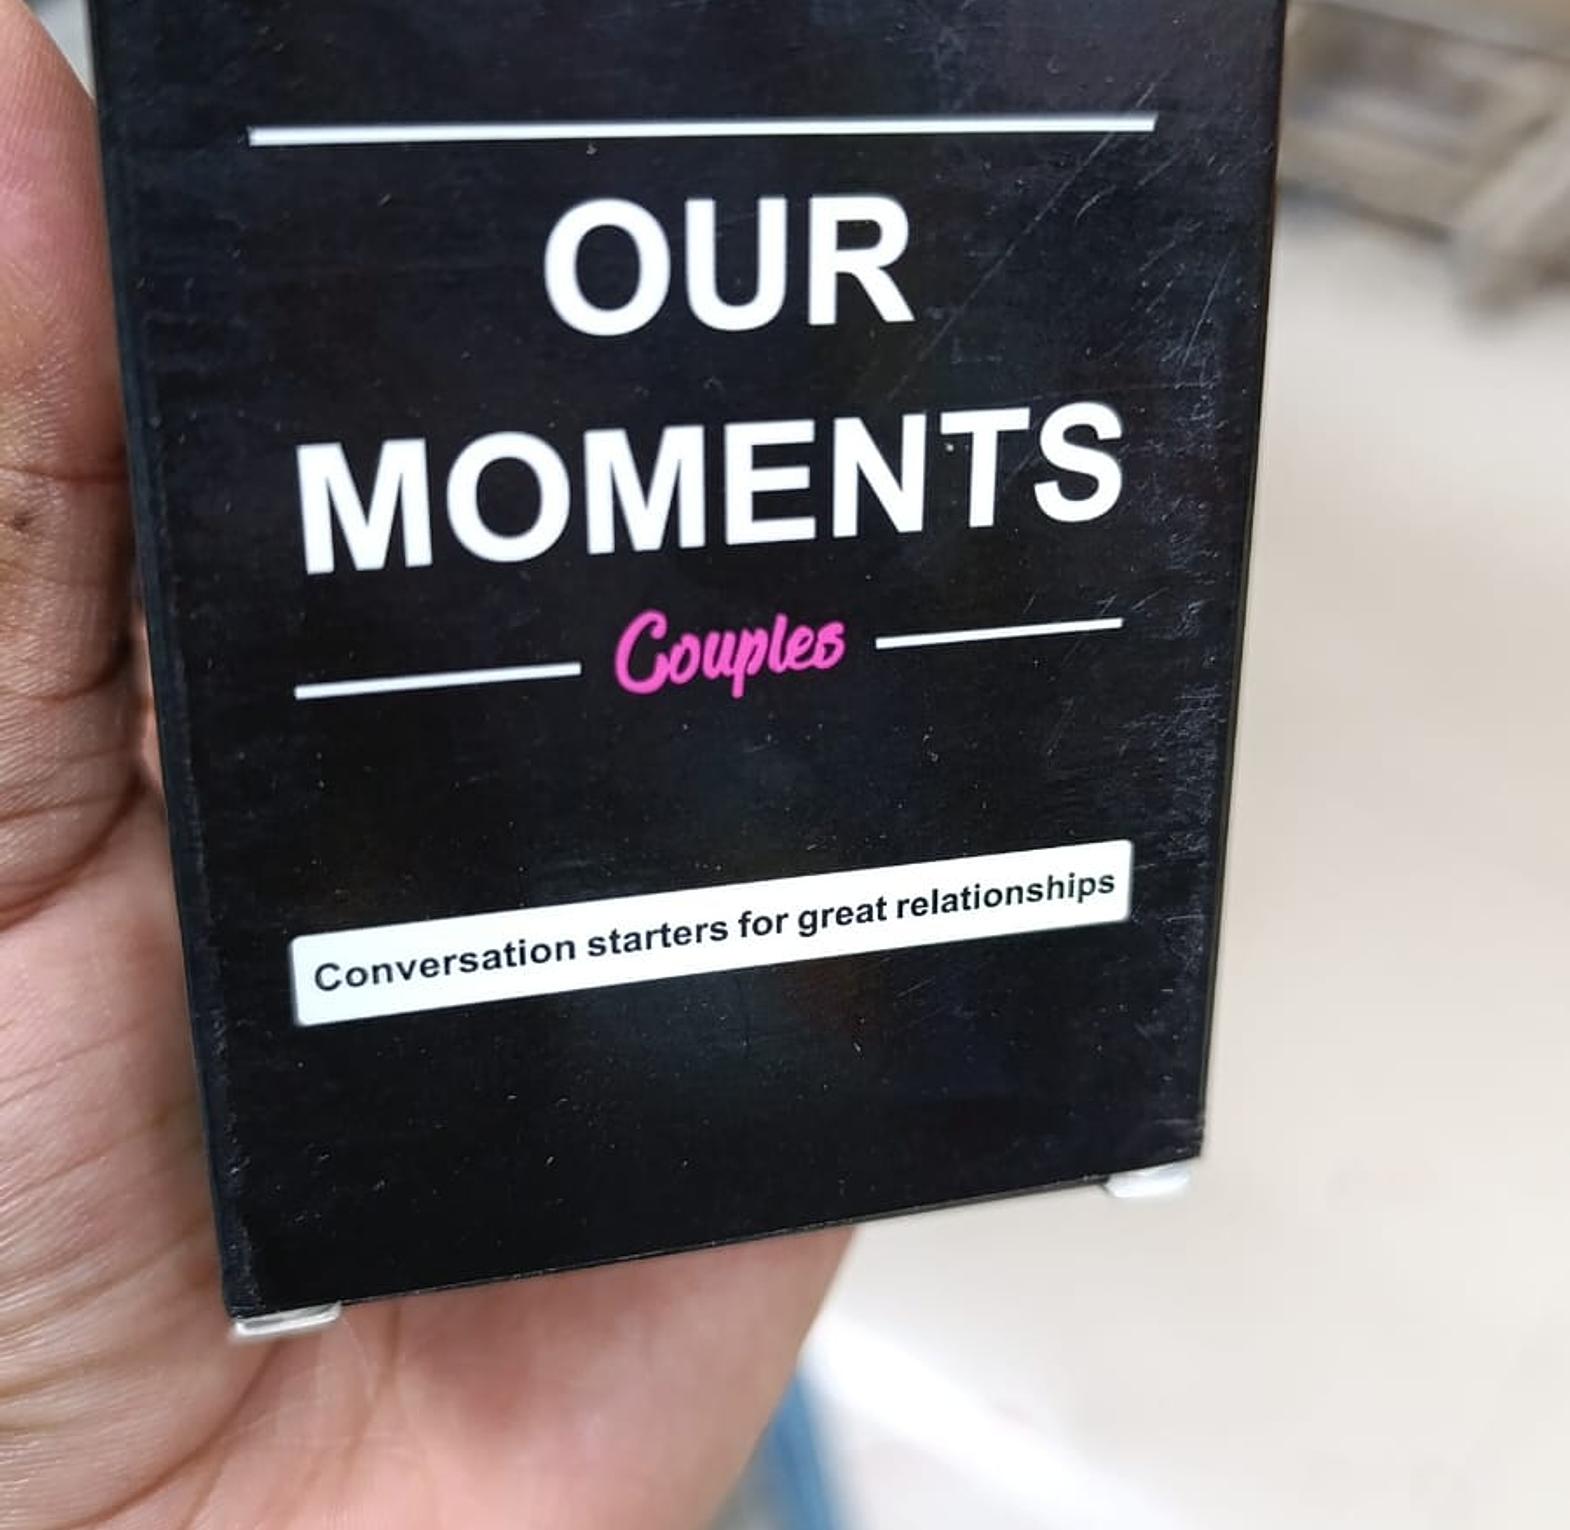 OUR
MOMENTS
Couples
Conversation starters for great relationships